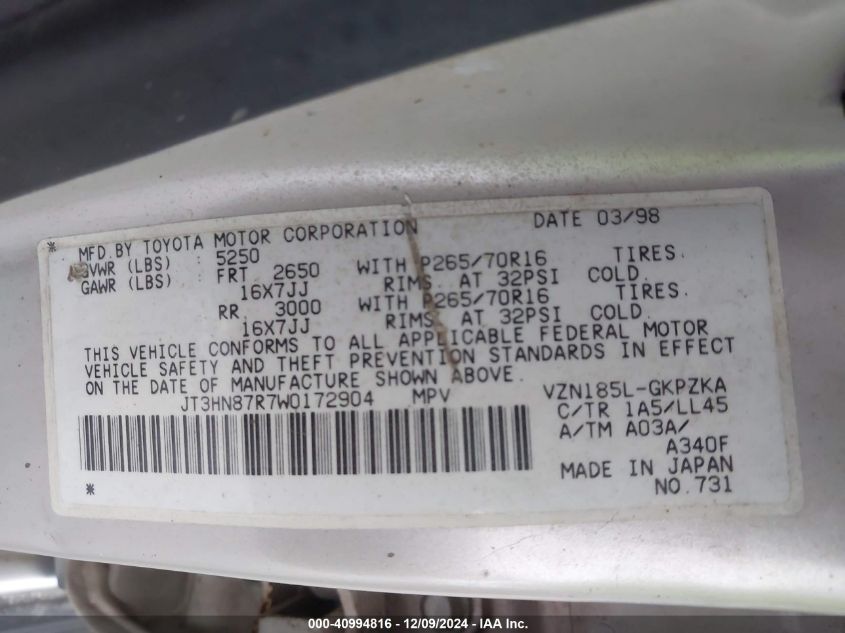 * MFD.BY TOYOTA MOTOR CORPORATION DATE 03/98
GVWR (LBS) : 5250
GAWR (LBS) : FRT 2650 WITH P265/70R16 TIRES.
16X7JJ RIMS. AT 32PSI COLD.
RR 3000 WITH P265/70R16 TIRES.
16X7JJ RIMS. AT 32PSI COLD.
THIS VEHICLE CONFORMS TO ALL APPLICABLE FEDERAL MOTOR
VEHICLE SAFETY AND THEFT PREVENTION STANDARDS IN EFFECT
ON THE DATE OF MANUFACTURE SHOWN ABOVE.
JT3HN87R7W0172904 MPV VZN185L-GKPZKA
C/TR 1A5/LL45
A/TM A03A/
A340F
MADE IN JAPAN
* NO.731
000-40994816 - 12/09/2024 - IAA Inc.